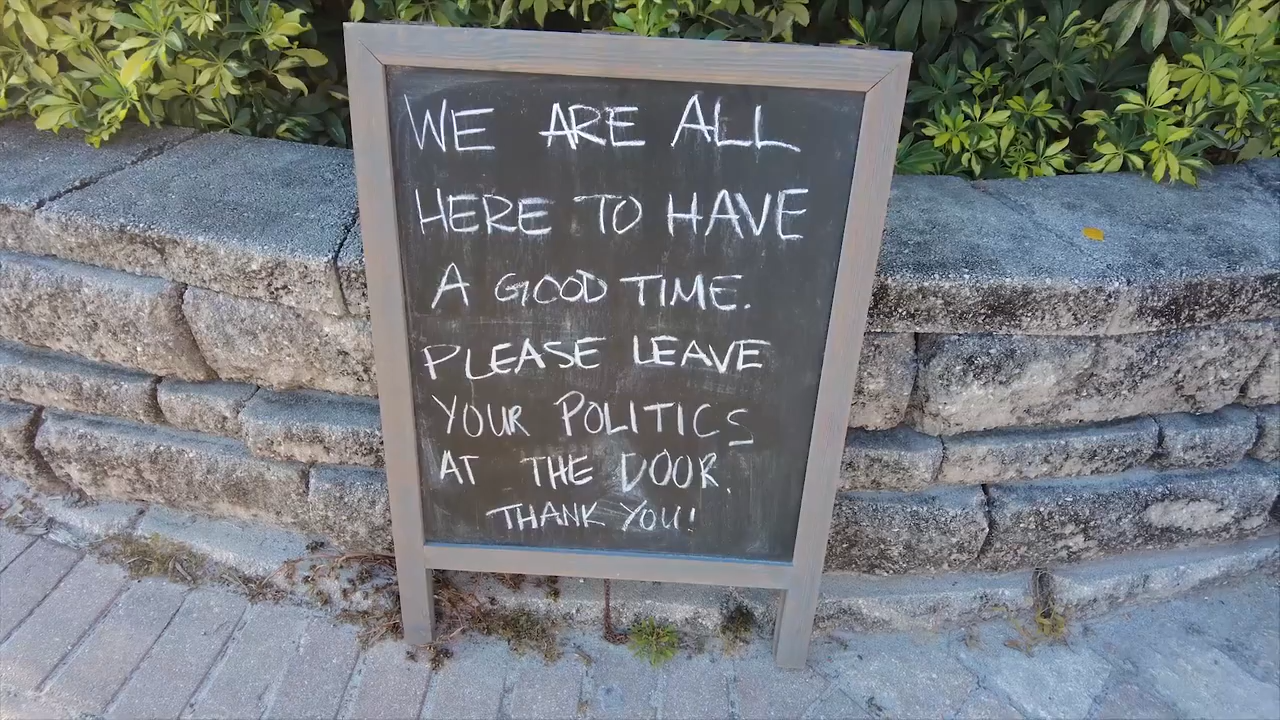 WE ARE ALL
HERE TO HAVE
A GOOD TIME.
PLEASE LEAVE
YOUR POLITICS
AT THE DOOR.
THANK YOU!